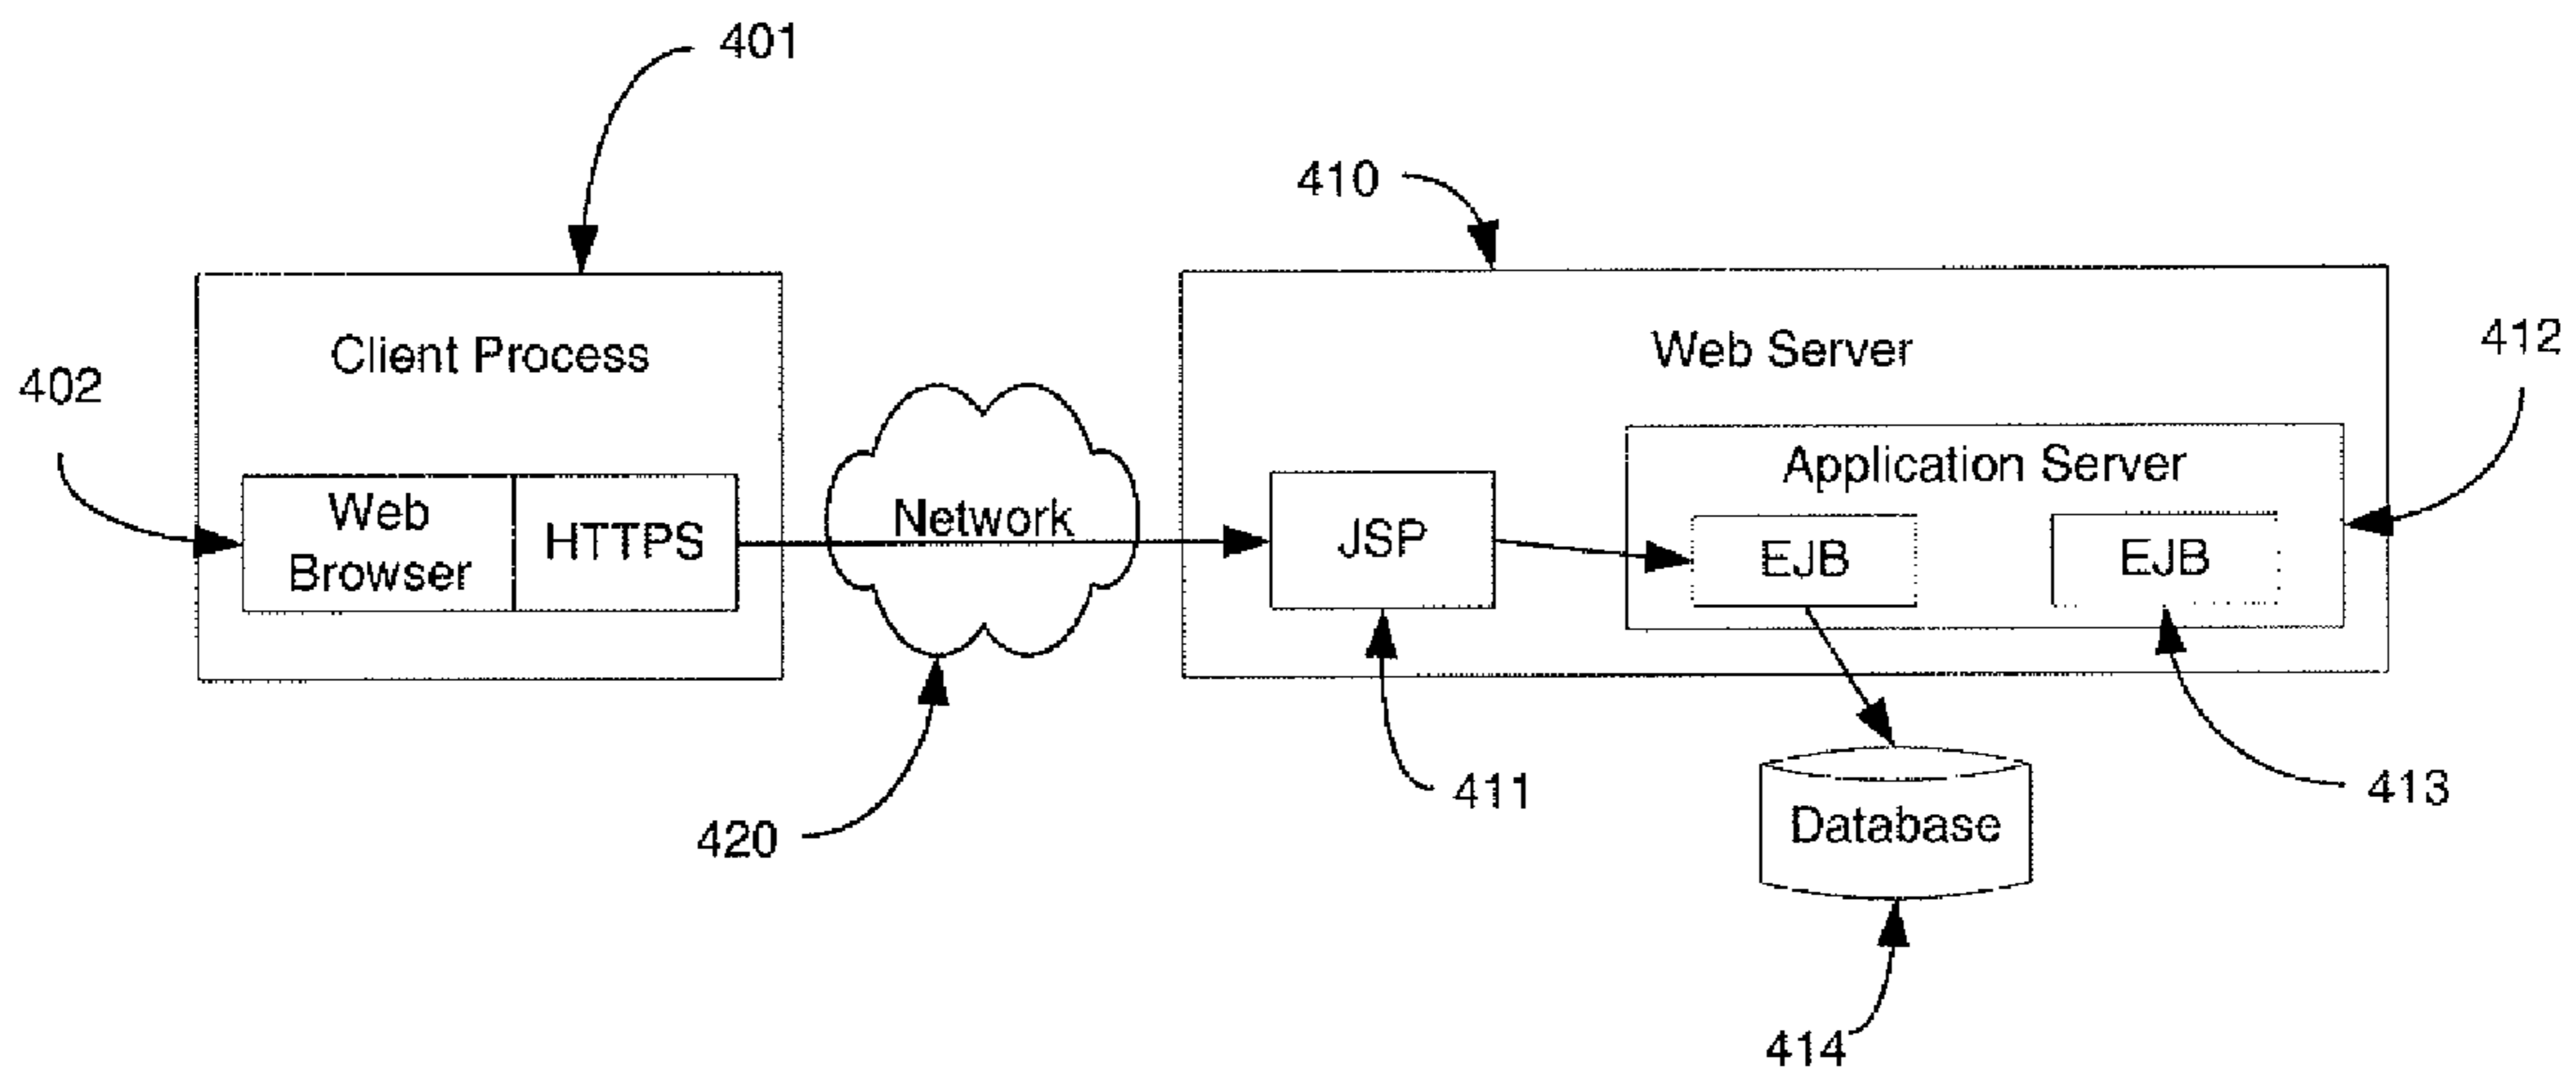 401
410
412
402
Client Process
Web Server
Application Server
Web
Browser
HTTPS
Network
JSP
EJB
EJB
420
411
413
Database
414